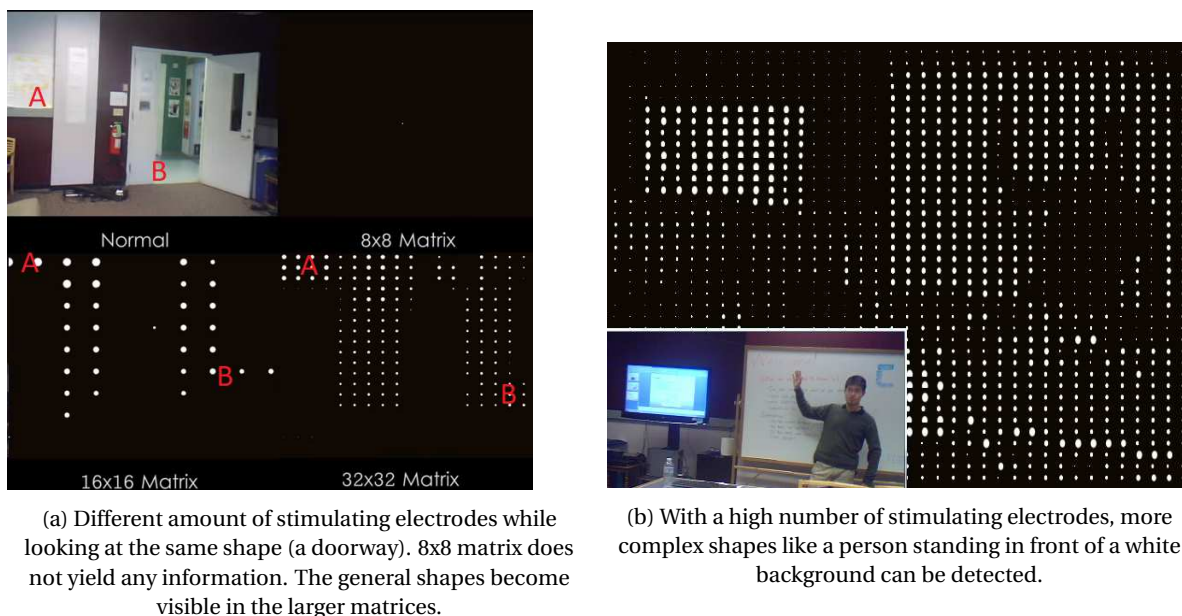 A
B
Normal
8x8 Matrix
A
B
A
B
16x16 Matrix
32x32 Matrix
(a) Different amount of stimulating electrodes while
looking at the same shape (a doorway). 8x8 matrix does
not yield any information. The general shapes become
visible in the larger matrices.
(b) With a high number of stimulating electrodes, more
complex shapes like a person standing in front of a white
background can be detected.